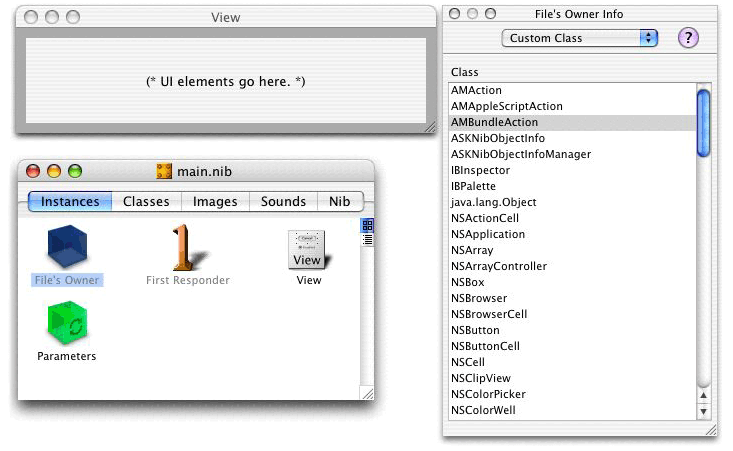 View
(* UI elements go here. *)
main.nib
Instances Classes Images Sounds Nib
File's Owner First Responder View View
1
Parameters
File's Owner Info
Custom Class ?
Class
AMAction
AMAppleScriptAction
AMBundleAction
ASKNibObjectInfo
ASKNibObjectInfoManager
IBInspector
IBPalette
java.lang.Object
NSActionCell
NSApplication
NSArray
NSArrayController
NSBox
NSBrowser
NSBrowserCell
NSButton
NSButtonCell
NSCell
NSClipView
NSColorPicker
NSColorWell